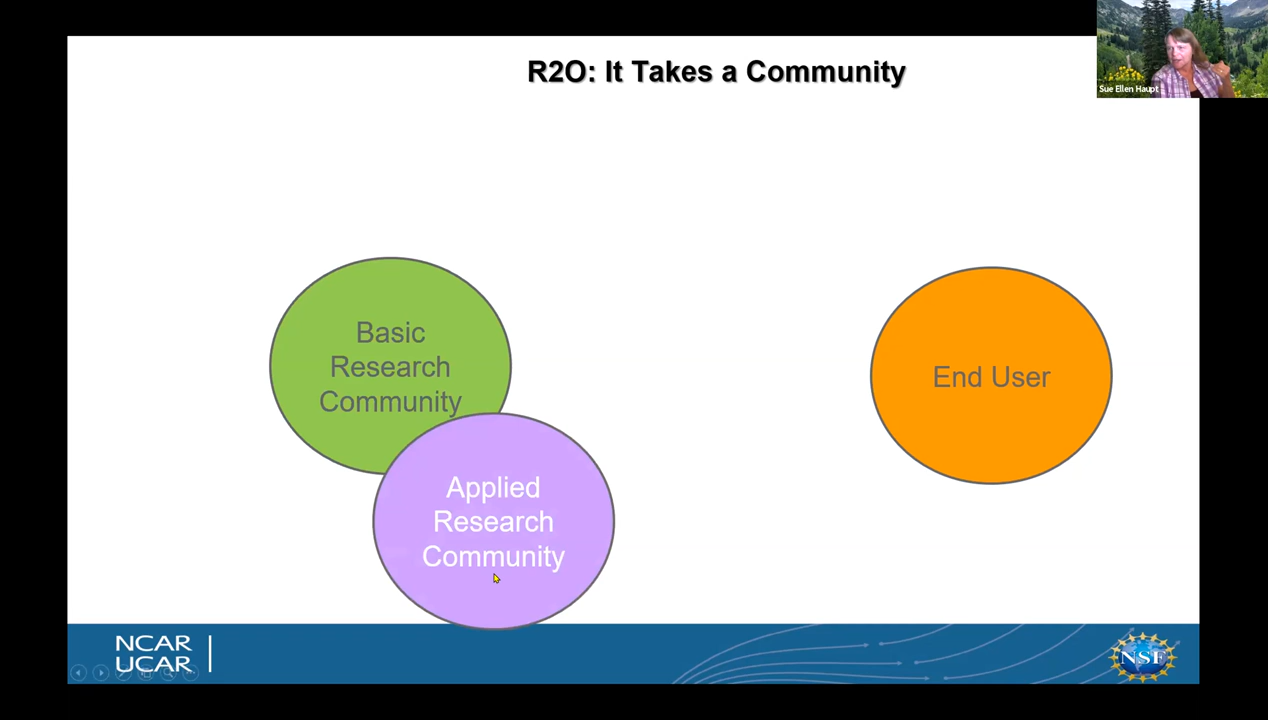 R2O: It Takes a Community
Sue Ellen Haupt
Basic
Research
Community
End User
Applied
Research
Community
NCAR
UCAR
NSF